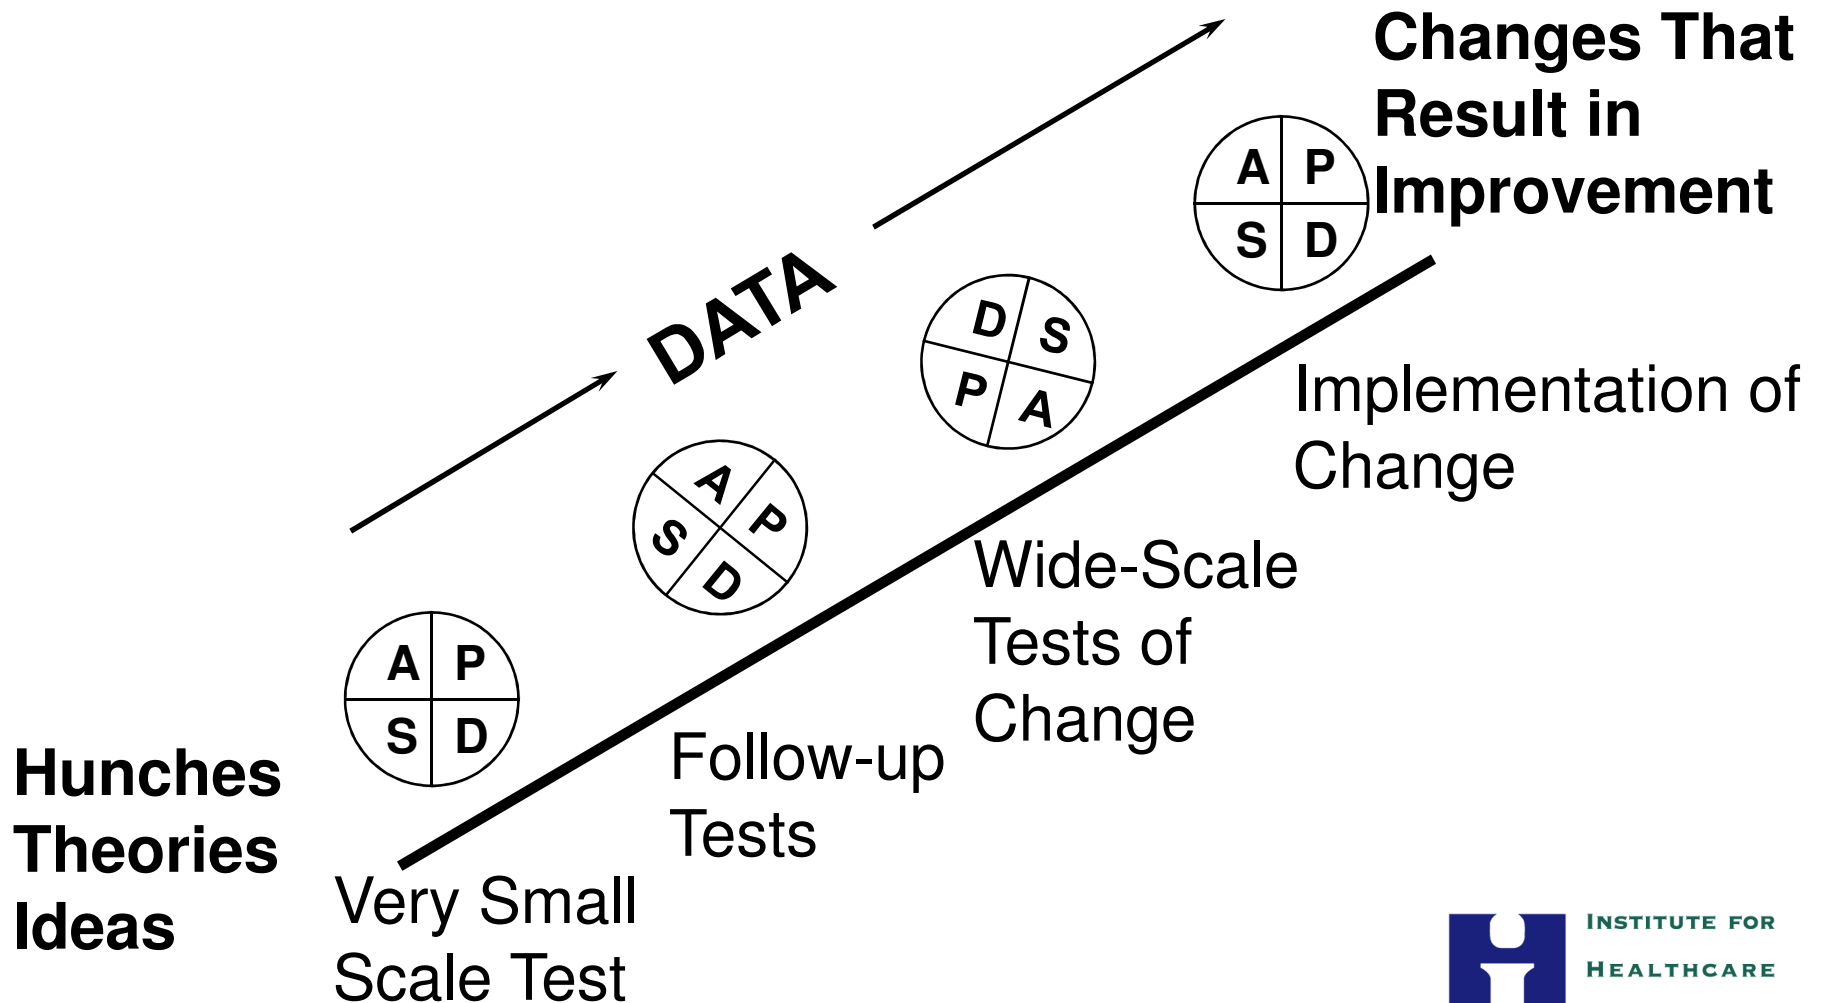 Changes That
Result in
Improvement
A P
S D
DATA
D S
P A
Implementation of
Change
A P
S D
Wide-Scale
Tests of
Change
A P
S D
Follow-up
Tests
Hunches
Theories
Ideas
Very Small
Scale Test
INSTITUTE FOR
HEALTHCARE